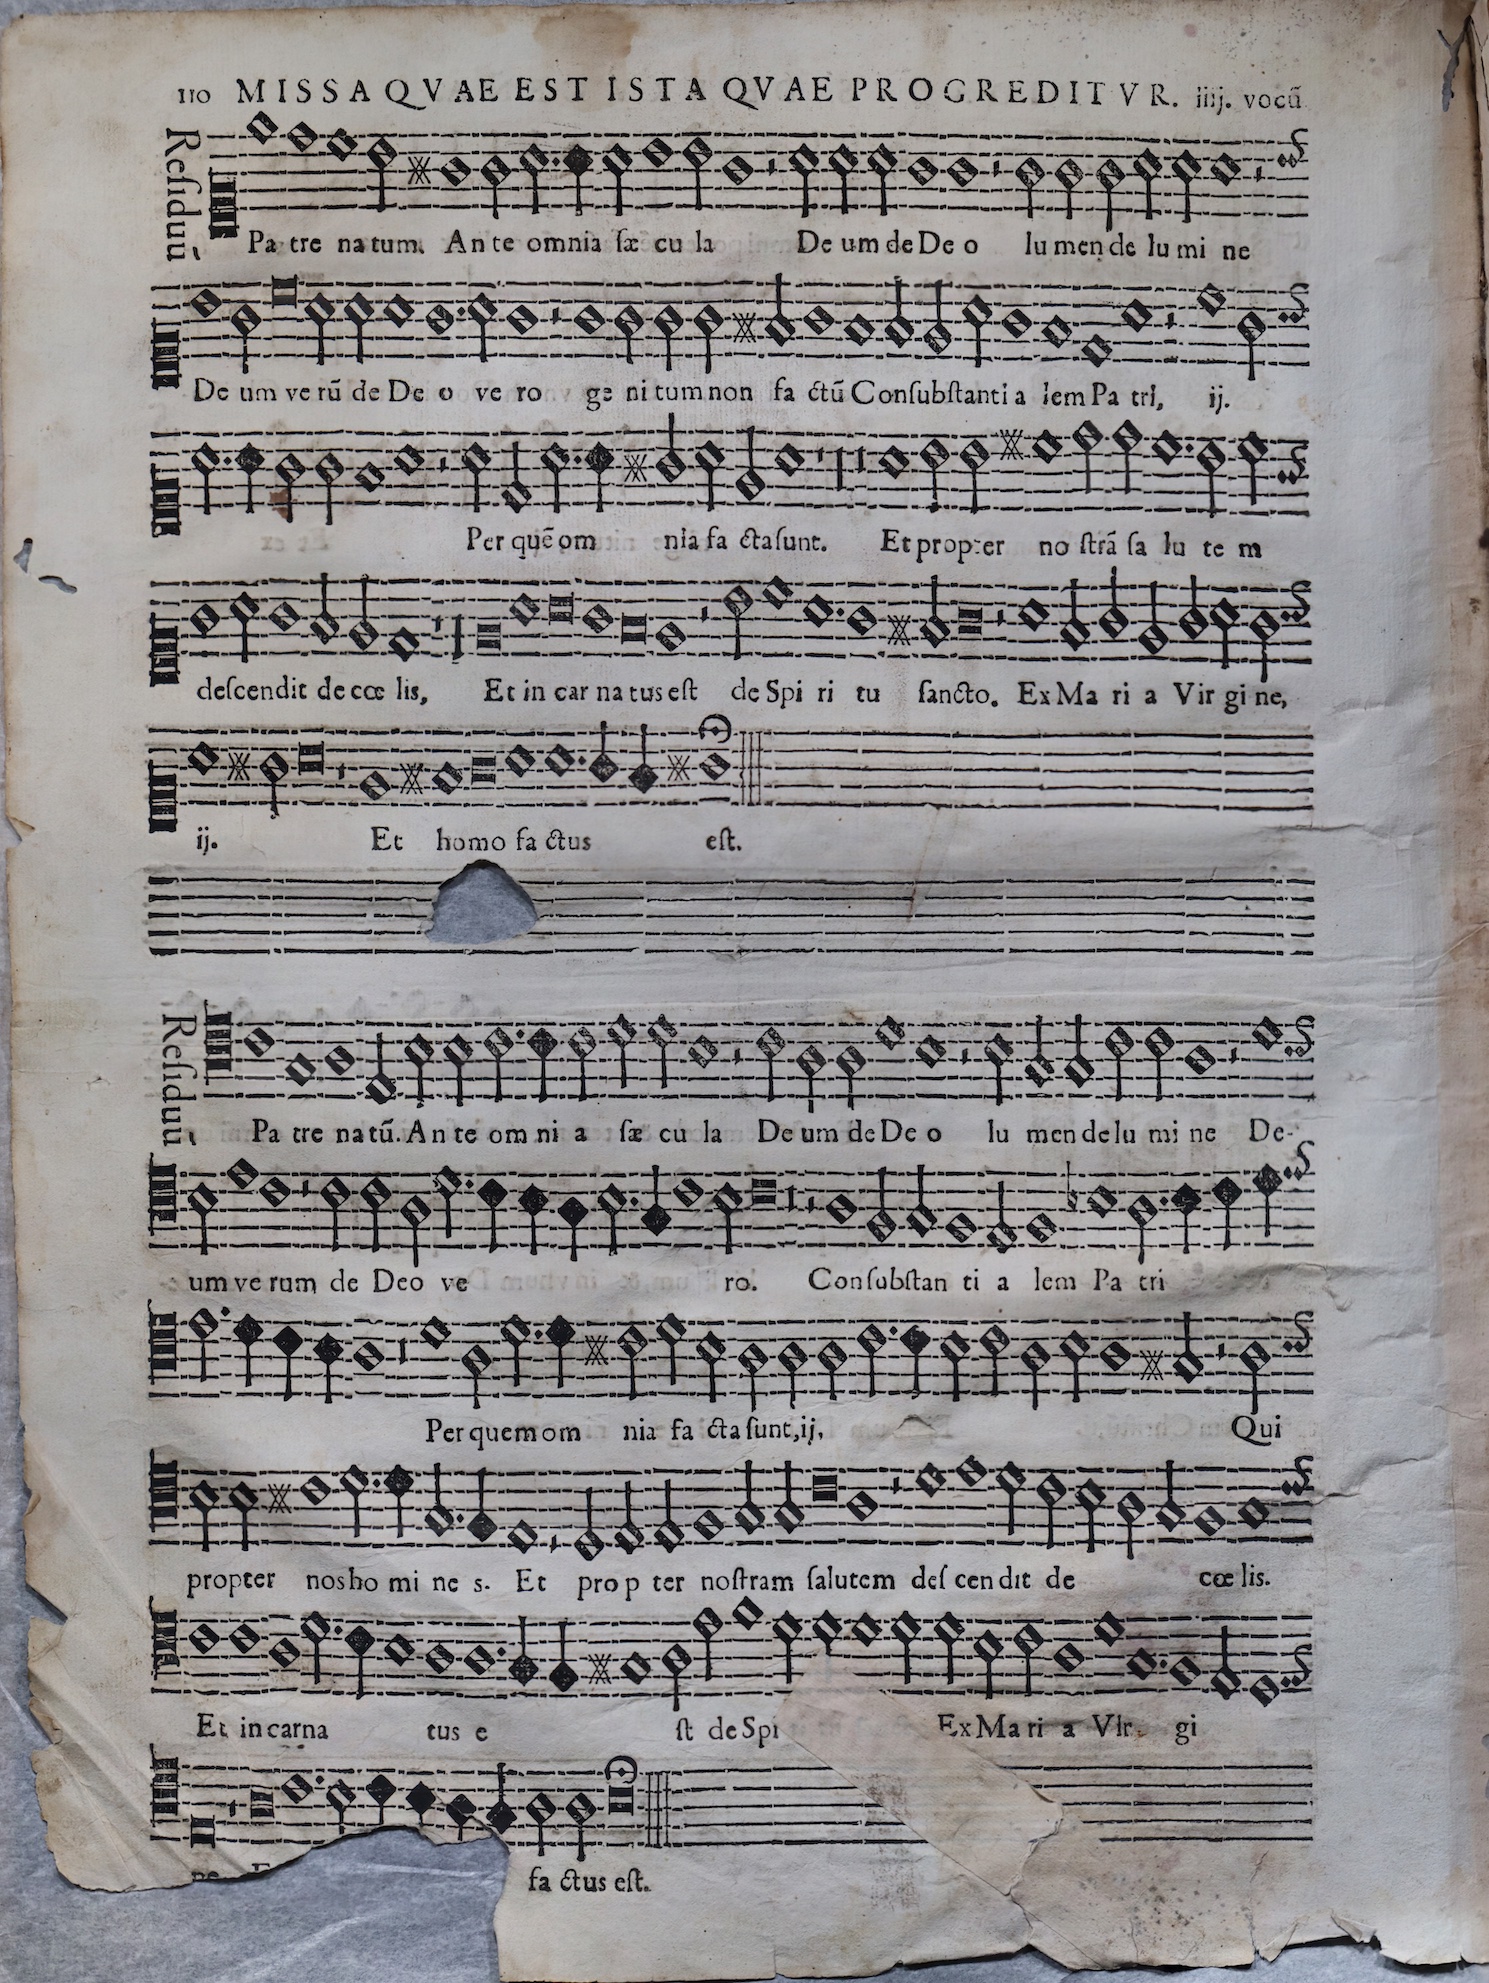 110 MISSA QVAE EST ISTA QVAE PROGREDITVR. iiij. vocũ
Reſiduũ
Pa tre na tum. An te omnia ſæ cu la De um de De o lu men de lu mi ne
De um ve rũ de De o ve ro ge ni tum non fa ctũ Conſubſtanti a lem Pa tri, ij.
Per quẽ om nia fa cta ſunt. Et propter no ſtrã ſa lu te m
deſcendit de cœ lis, Et in car na tus eſt de Spi ri tu ſancto. Ex Ma ri a Vir gi ne,
ij. Et homo fa ctus eſt.
Reſiduũ
Pa tre na tũ. An te om ni a ſæ cu la De um de De o lu men de lu mi ne De-
um ve rum de Deo ve ro. Conſubſtan ti a lem Pa tri
Per quem om nia fa cta ſunt, ij, Qui
propter nos ho mi ne s. Et prop ter noſtram ſalutem deſ cen dit de cœ lis.
Et in carna tus e ſt de Spi Ex Ma ri a VIr gi
fa ctus eſt.